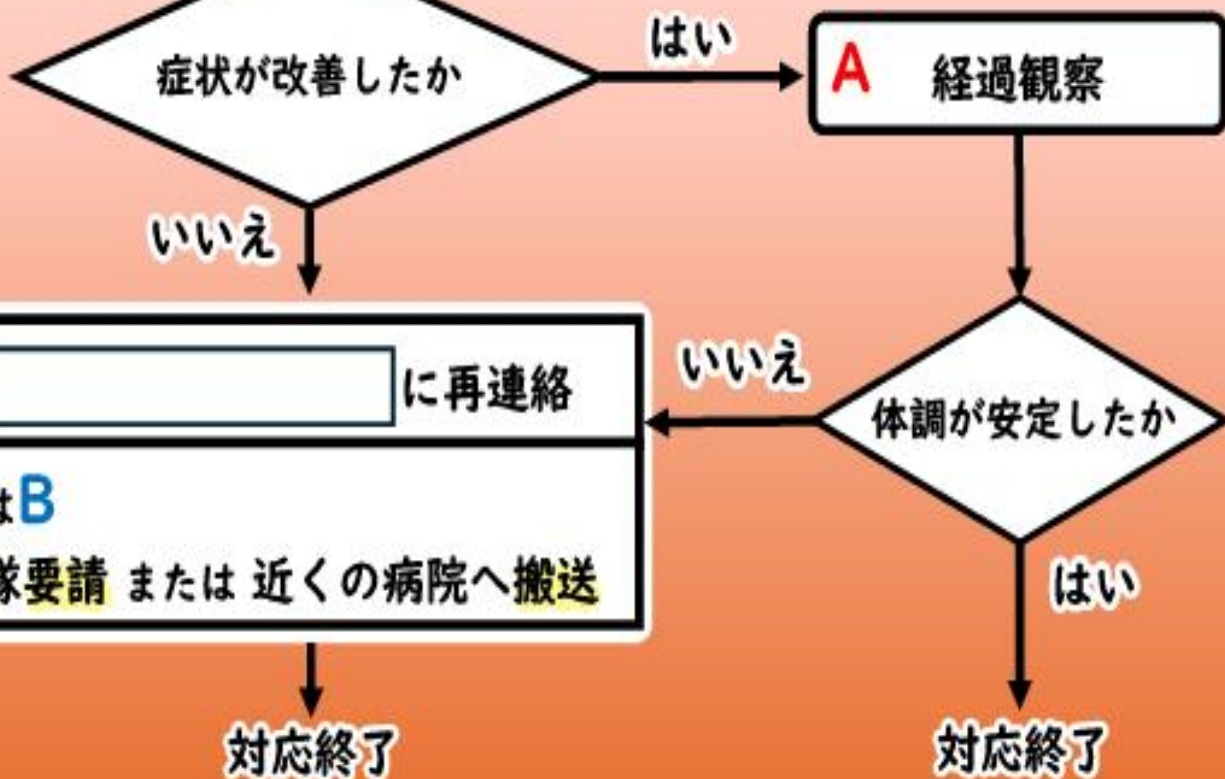 症状が改善したか
はい
A 経過観察
いいえ
に再連絡
いいえ
体調が安定したか
はB
隊要請 または 近くの病院へ搬送
はい
対応終了
対応終了